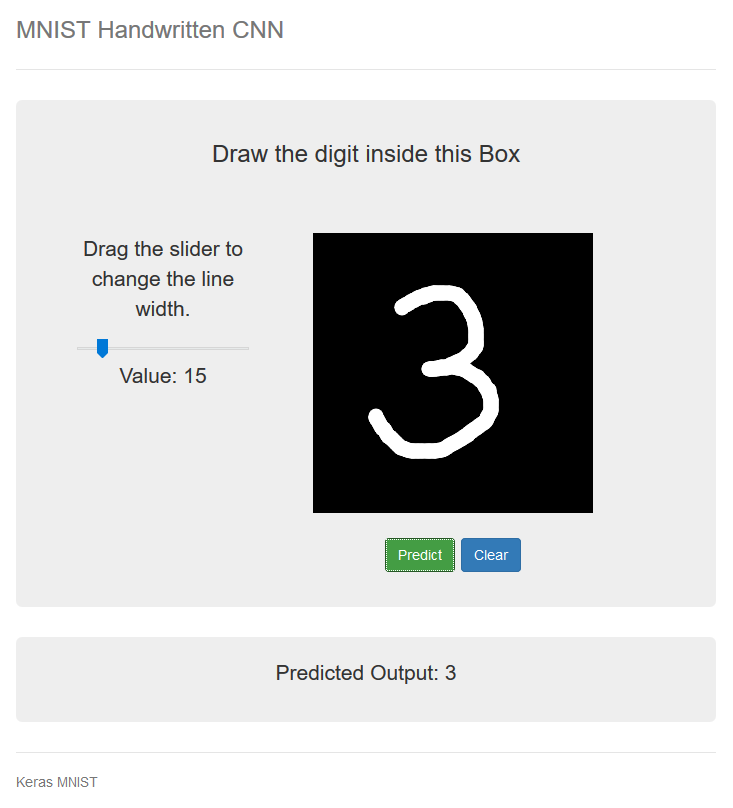 MNIST Handwritten CNN
Draw the digit inside this Box
Drag the slider to
change the line
width.
Value: 15
3
Predict Clear
Predicted Output: 3
Keras MNIST